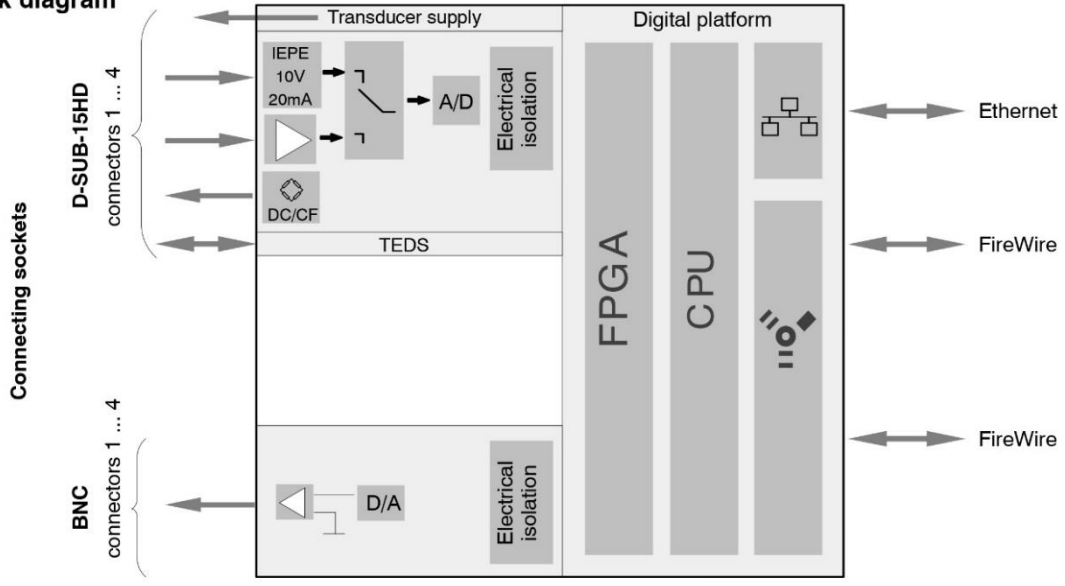 k diagram
Transducer supply
Digital platform
IEPE
10V
20mA
A/D
Electrical
isolation
DC/CF
TEDS
D-SUB-15HD
connectors 1 ... 4
Connecting sockets
FPGA
CPU
Ethernet
FireWire
FireWire
BNC
connectors 1 ... 4
D/A
Electrical
isolation